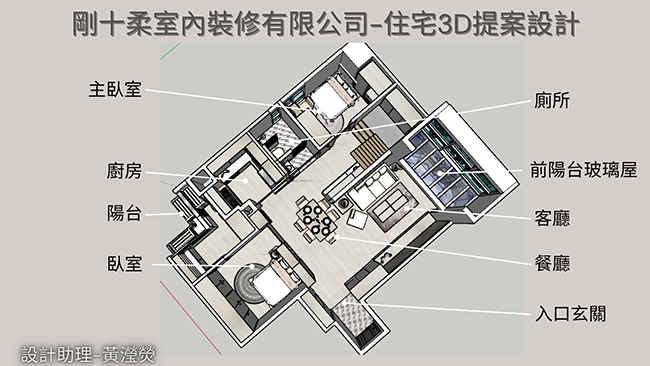 剛十柔室內裝修有限公司-住宅3D提案設計
主臥室
廚房
陽台
臥室
廁所
前陽台玻璃屋
客廳
餐廳
入口玄關
設計助理-黃瀅熒